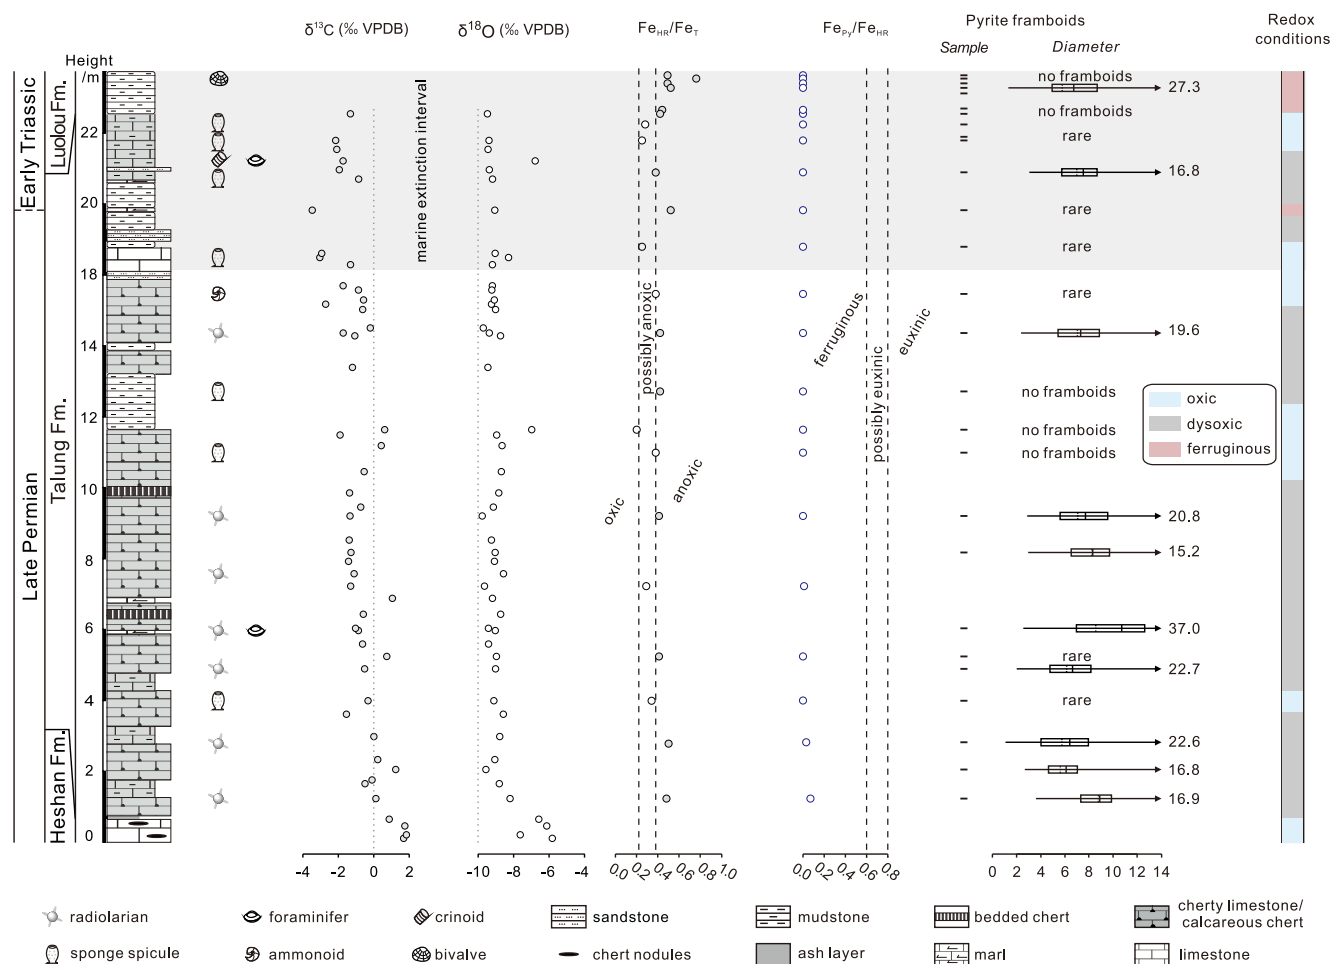 δ13C (‰ VPDB)
δ18O (‰ VPDB)
FeHR/FeT
FePy/FeHR
Pyrite framboids
Sample
Diameter
Redox
conditions
Height
/m
22
20
18
14
12
10
8
6
4
2
0
Early Triassic
Late Permian
Luolou Fm.
Talung Fm.
Heshan Fm.
marine extinction interval
possibly anoxic
oxic
anoxic
ferruginous
possibly euxinic
euxinic
no framboids
27.3
no framboids
rare
16.8
rare
rare
rare
19.6
no framboids
no framboids
no framboids
20.8
15.2
37.0
rare
22.7
rare
22.6
16.8
16.9
oxic
dysoxic
ferruginous
-4 -2 0 2 4
-10 -8 -6 -4
0.0 0.2 0.4 0.6 0.8 1.0
0.0 0.2 0.4 0.6 0.8
0 2 4 6 8 10 12 14
radiolarian
foraminifer
crinoid
sandstone
mudstone
bedded chert
cherty limestone/
calcareous chert
sponge spicule
ammonoid
bivalve
chert nodules
ash layer
marl
limestone